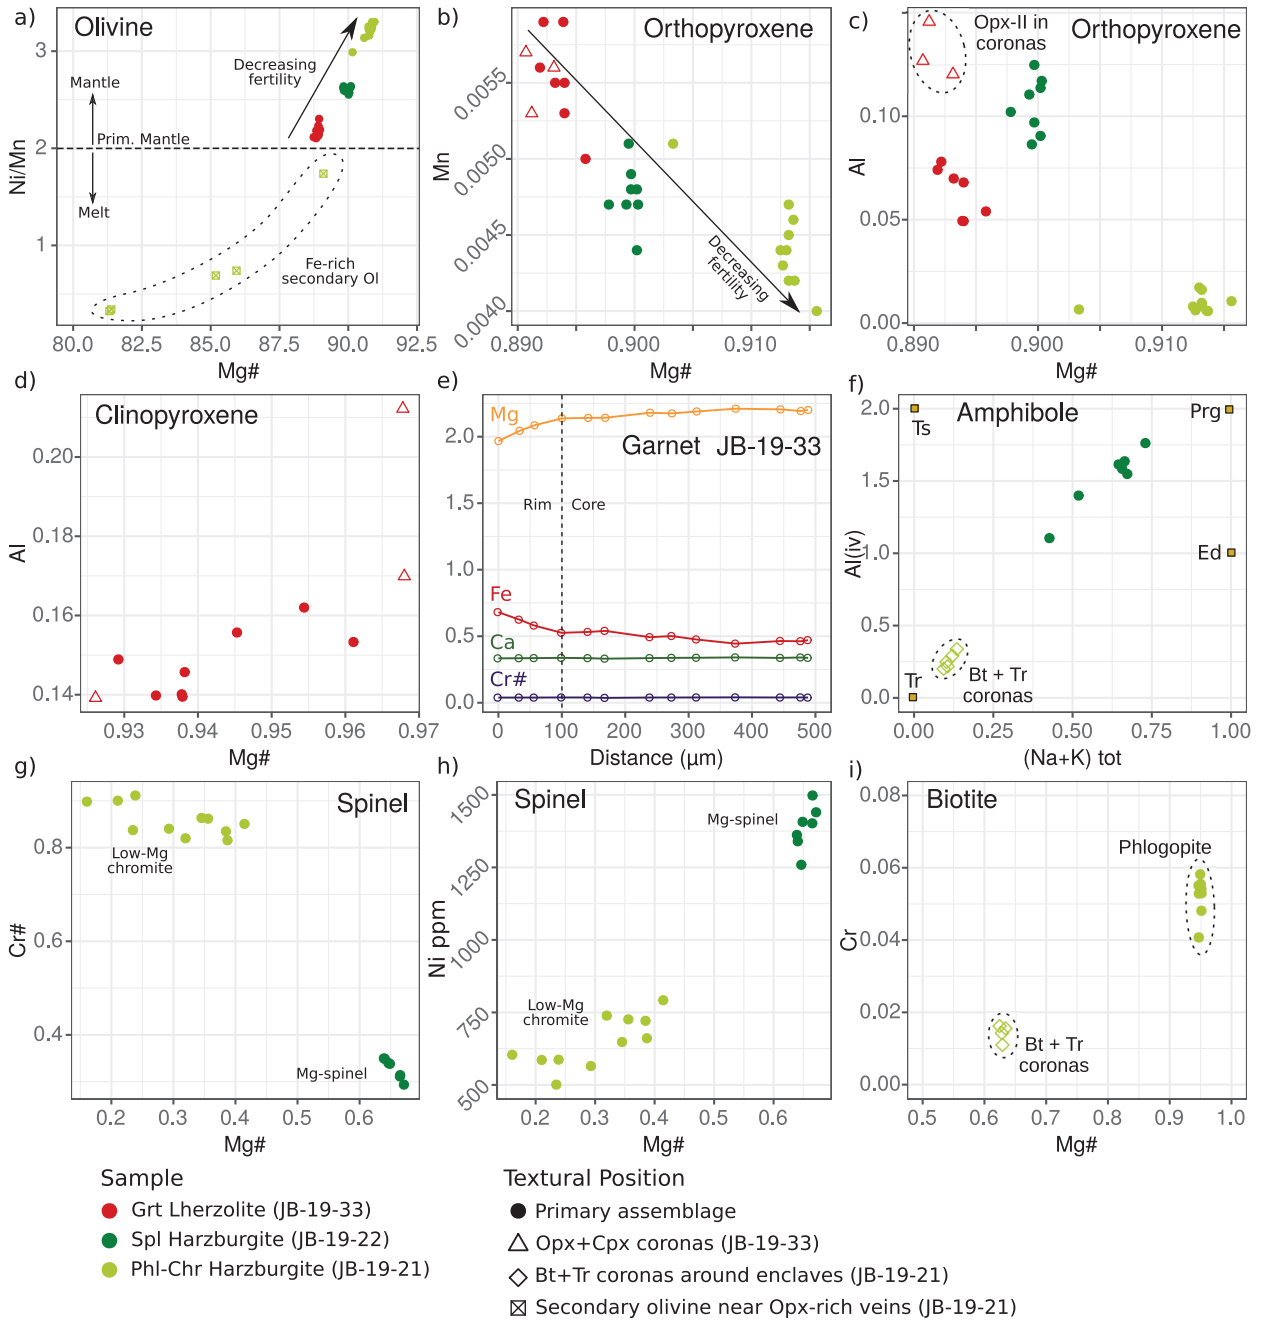 a)
Olivine
3
2
1
Ni/Mn
Mantle
Prim. Mantle
Melt
Decreasing
fertility
Fe-rich
secondary Ol
80.0
82.5
85.0
87.5
90.0
92.5
Mg#
b)
Orthopyroxene
0.0055
0.0050
0.0045
0.0040
Mn
Decreasing
fertility
0.890
0.900
0.910
Mg#
c)
Opx-II in
coronas
Orthopyroxene
0.10
0.05
0.00
Al
0.890
0.900
0.910
Mg#
d)
Clinopyroxene
0.20
0.18
0.16
0.14
Al
0.93
0.94
0.95
0.96
0.97
Mg#
e)
Mg
Garnet JB-19-33
2.0
1.5
1.0
0.5
0.0
Rim
Core
Fe
Ca
Cr#
0
100
200
300
400
500
Distance (μm)
f)
Amphibole
2.0
1.5
1.0
0.5
0.0
Al(iv)
Ts
Prg
Ed
Tr
Bt + Tr
coronas
0.00
0.25
0.50
0.75
1.00
(Na+K) tot
g)
Spinel
0.8
0.6
0.4
Cr#
Low-Mg
chromite
Mg-spinel
0.2
0.3
0.4
0.5
0.6
Mg#
h)
Spinel
1500
1250
1000
750
500
Ni ppm
Mg-spinel
Low-Mg
chromite
0.2
0.3
0.4
0.5
0.6
Mg#
i)
Biotite
0.08
0.06
0.04
0.02
0.00
Cr
Phlogopite
Bt + Tr
coronas
0.5
0.6
0.7
0.8
0.9
1.0
Mg#
Sample
Grt Lherzolite (JB-19-33)
Spl Harzburgite (JB-19-22)
Phl-Chr Harzburgite (JB-19-21)
Textural Position
Primary assemblage
Opx+Cpx coronas (JB-19-33)
Bt+Tr coronas around enclaves (JB-19-21)
Secondary olivine near Opx-rich veins (JB-19-21)